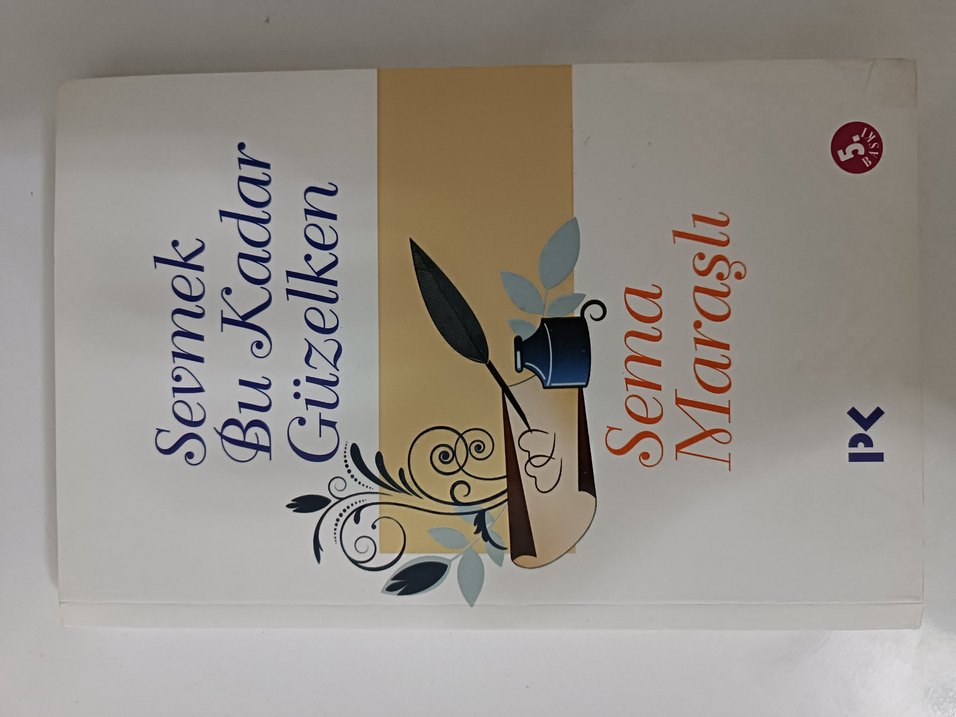 Sevmek
Bu Kadar
Güzelken
Sema
Maraşlı
5.
BASKI